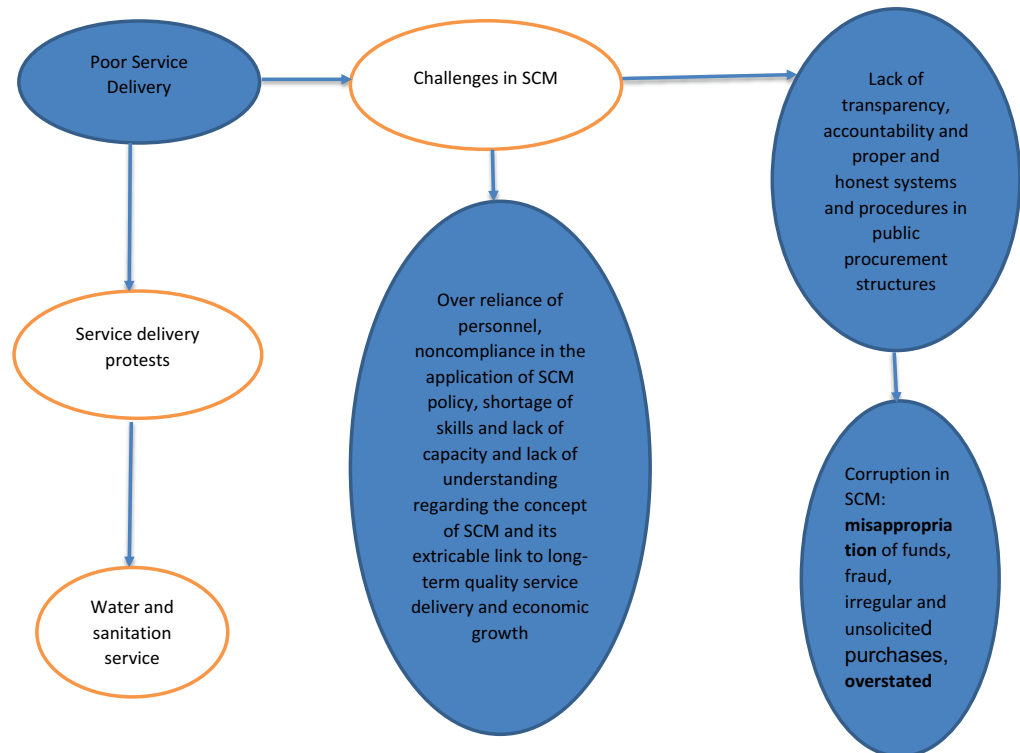 Poor Service
Delivery
Challenges in SCM
Lack of
transparency,
accountability and
proper and
honest systems
and procedures in
public
procurement
structures
Service delivery
protests
Over reliance of
personnel,
noncompliance in the
application of SCM
policy, shortage of
skills and lack of
capacity and lack of
understanding
regarding the concept
of SCM and its
extricable link to long-
term quality service
delivery and economic
growth
Corruption in
SCM:
misappropria
tion of funds,
fraud,
irregular and
unsolicited
purchases,
overstated
Water and
sanitation
service